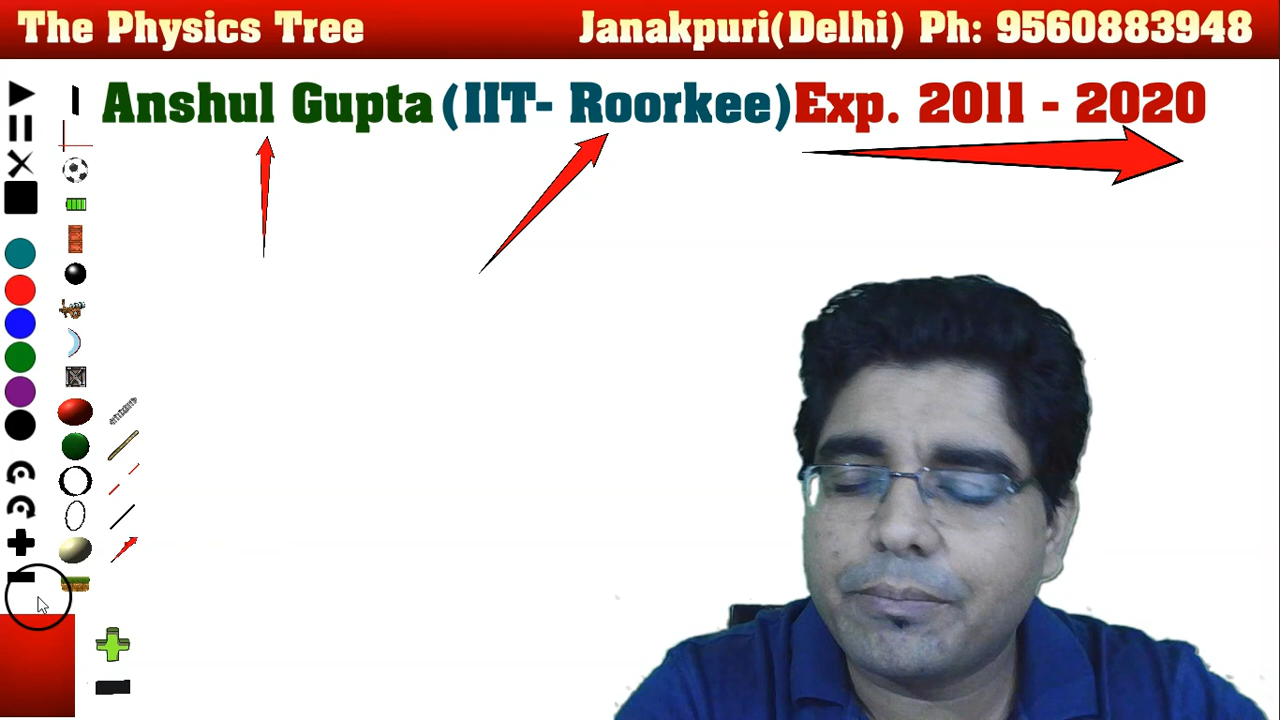 The Physics Tree Janakpuri(Delhi) Ph: 9560883948
Anshul Gupta (IIT- Roorkee)Exp. 2011 - 2020